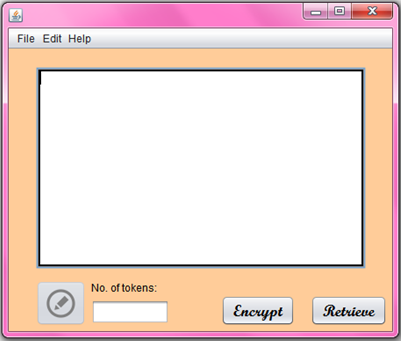 File Edit Help
No. of tokens:
Encrypt Retrieve